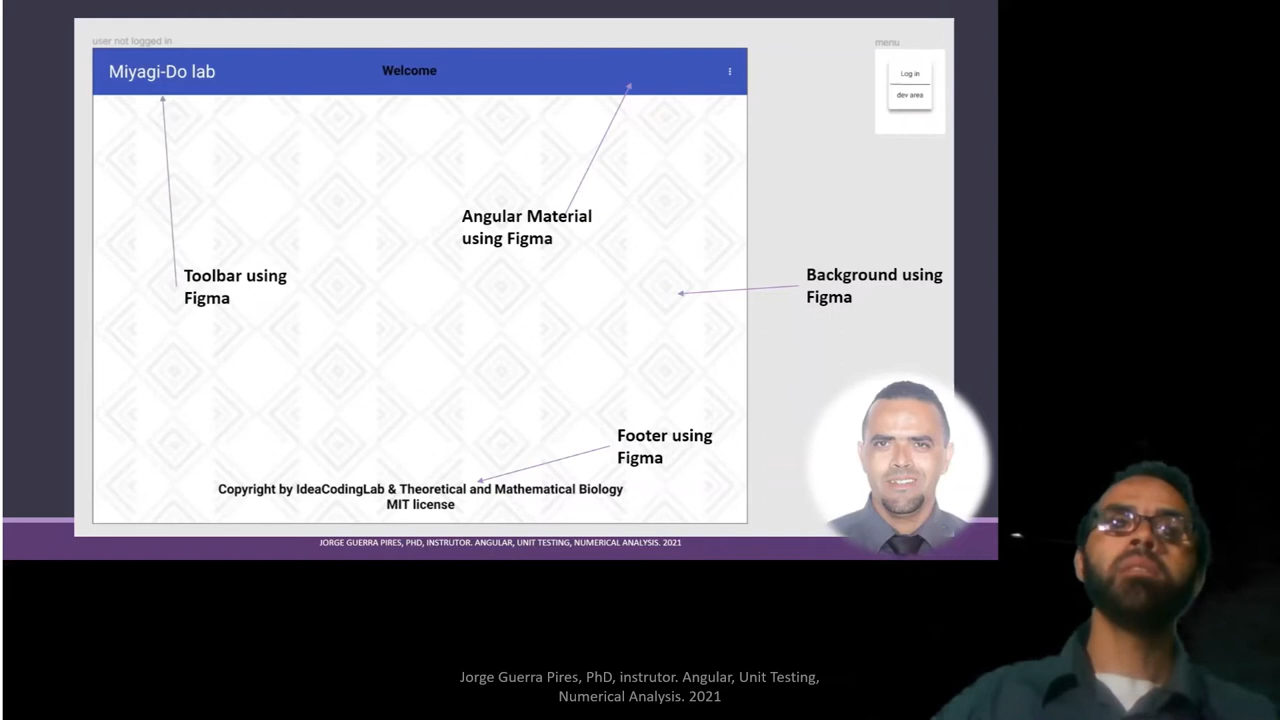 user not logged in
menu
Miyagi-Do lab
Welcome
Log in
dev area
Angular Material
using Figma
Toolbar using
Figma
Background using
Figma
Footer using
Figma
Copyright by IdeaCodingLab & Theoretical and Mathematical Biology
MIT license
JORGE GUERRA PIRES, PHD, INSTRUTOR. ANGULAR, UNIT TESTING, NUMERICAL ANALYSIS. 2021
Jorge Guerra Pires, PhD, instrutor. Angular, Unit Testing,
Numerical Analysis. 2021